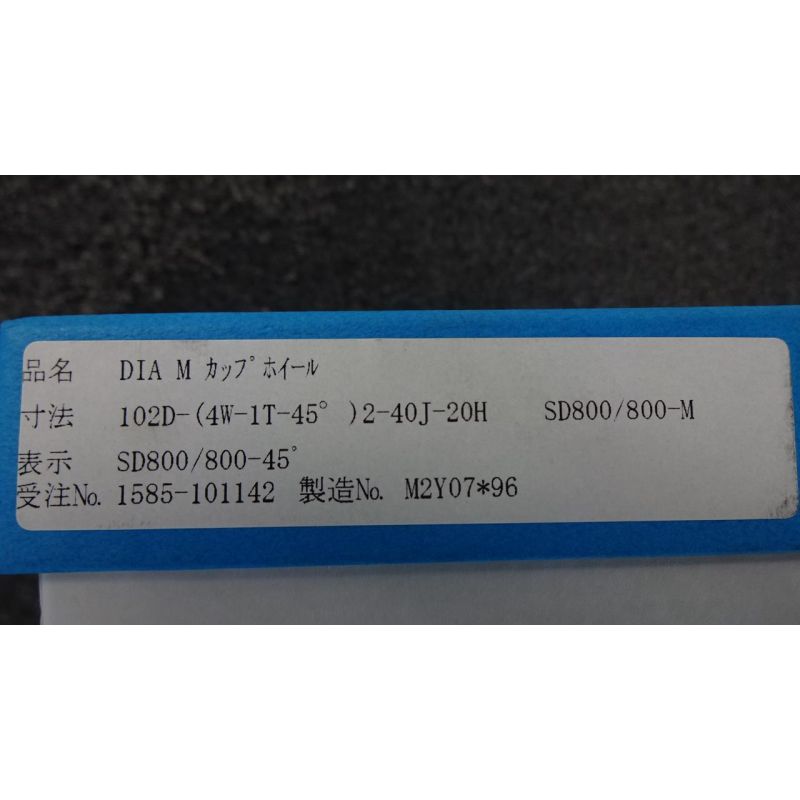 品名 DIA M カップホイール
寸法 102D-(4W-1T-45°)2-40J-20H SD800/800-M
表示 SD800/800-45°
受注No. 1585-101142 製造No. M2Y07*96